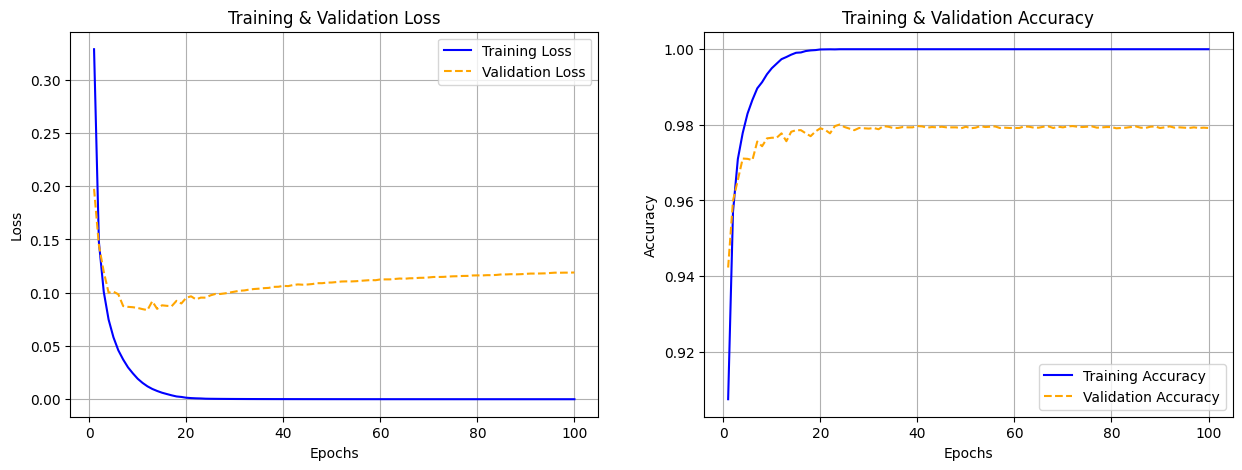 Training & Validation Loss
Training Loss
Validation Loss
0.30
0.25
0.20
0.15
0.10
0.05
0.00
Loss
0
20
40
60
80
100
Epochs
Training & Validation Accuracy
1.00
0.98
0.96
0.94
0.92
Accuracy
Training Accuracy
Validation Accuracy
0
20
40
60
80
100
Epochs